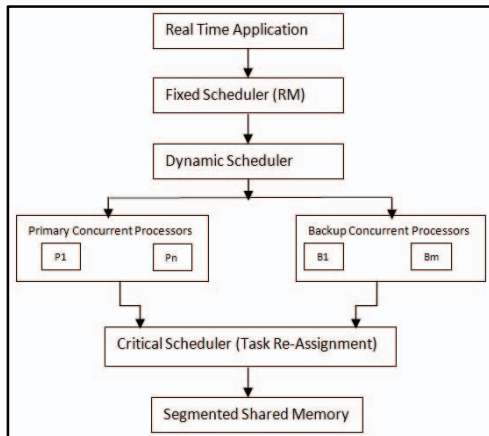 Real Time Application
Fixed Scheduler (RM)
Dynamic Scheduler
Primary Concurrent Processors
P1
Pn
Backup Concurrent Processors
B1
Bm
Critical Scheduler (Task Re-Assignment)
Segmented Shared Memory